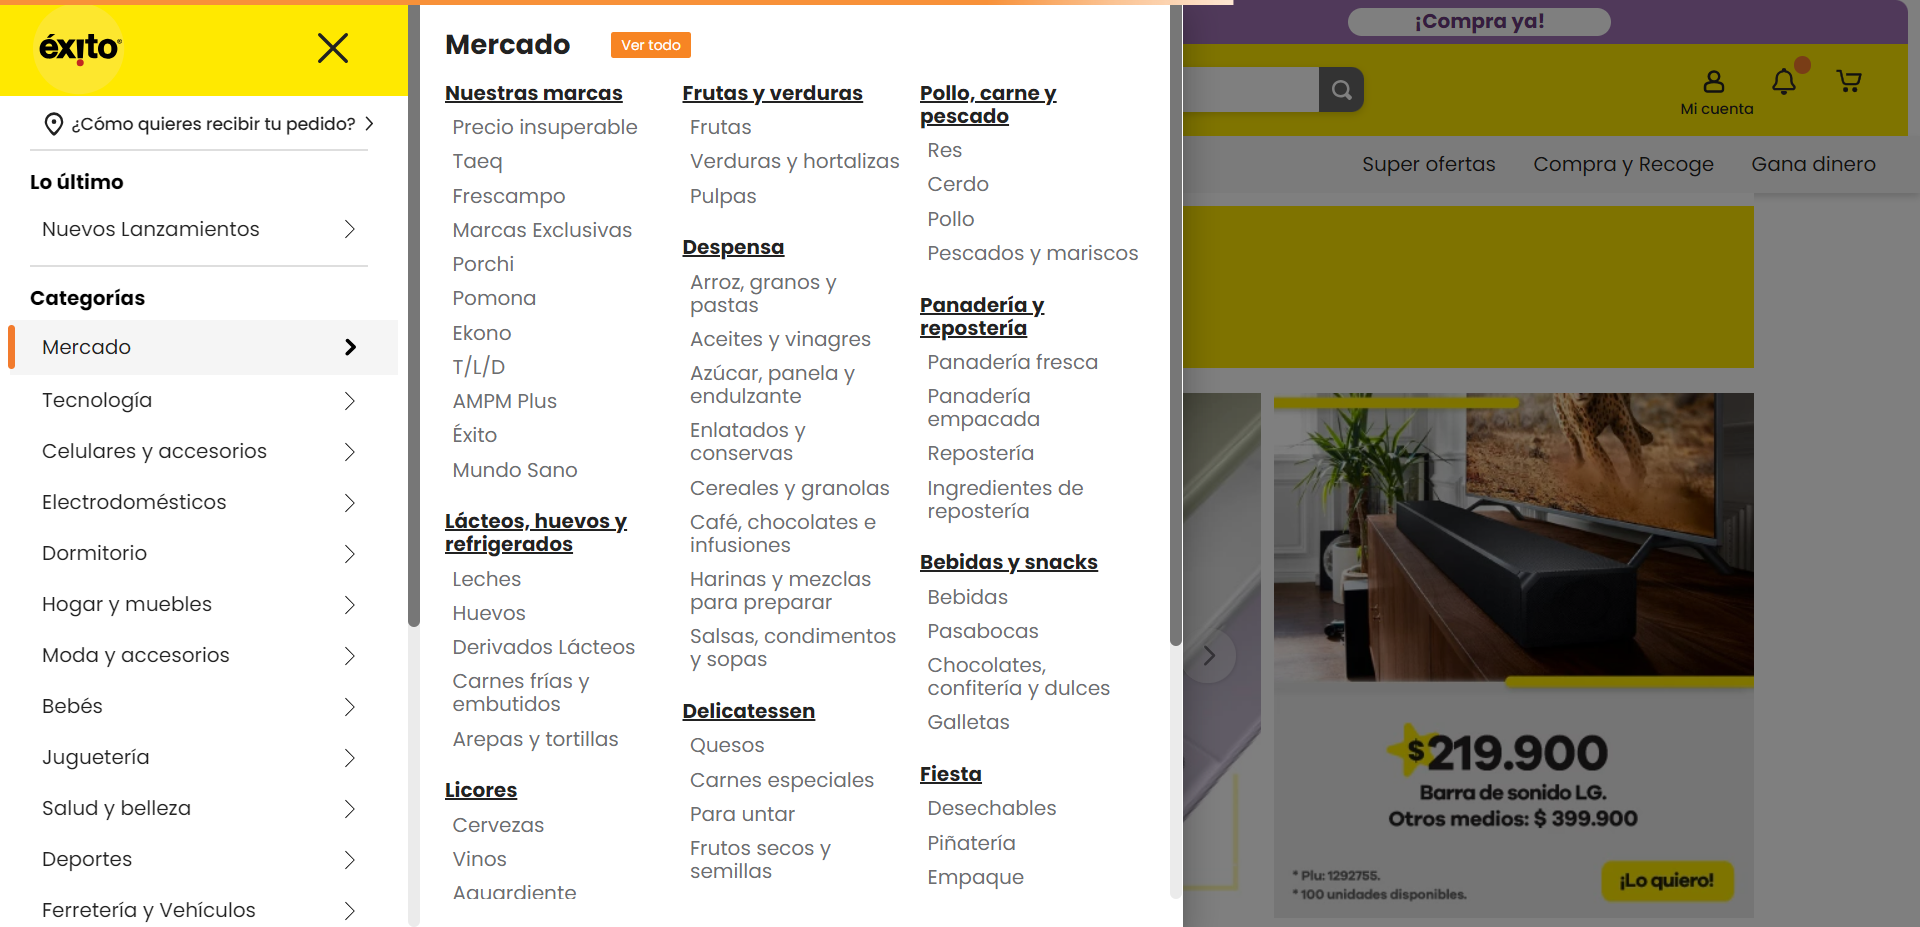 éxito
¿Cómo quieres recibir tu pedido?
Lo último
Nuevos Lanzamientos
Categorías
Mercado
Tecnología
Celulares y accesorios
Electrodomésticos
Dormitorio
Hogar y muebles
Moda y accesorios
Bebés
Juguetería
Salud y belleza
Deportes
Ferretería y Vehículos
Mercado
Ver todo
Nuestras marcas
Precio insuperable
Taeq
Frescampo
Marcas Exclusivas
Porchi
Pomona
Ekono
T/L/D
AMPM Plus
Éxito
Mundo Sano
Lácteos, huevos y
refrigerados
Leches
Huevos
Derivados Lácteos
Carnes frías y
embutidos
Arepas y tortillas
Licores
Cervezas
Vinos
Aguardiente
Frutas y verduras
Frutas
Verduras y hortalizas
Pulpas
Despensa
Arroz, granos y
pastas
Aceites y vinagres
Azúcar, panela y
endulzante
Enlatados y
conservas
Cereales y granolas
Café, chocolates e
infusiones
Harinas y mezclas
para preparar
Salsas, condimentos
y sopas
Delicatessen
Quesos
Carnes especiales
Para untar
Frutos secos y
semillas
Pollo, carne y
pescado
Res
Cerdo
Pollo
Pescados y mariscos
Panadería y
repostería
Panadería fresca
Panadería
empacada
Repostería
Ingredientes de
repostería
Bebidas y snacks
Bebidas
Pasabocas
Chocolates,
confitería y dulces
Galletas
Fiesta
Desechables
Piñatería
Empaque
¡Compra ya!
Mi cuenta
Super ofertas
Compra y Recoge
Gana dinero
$219.900
Barra de sonido LG.
Otros medios: $ 399.900
* Plu: 1292755.
* 100 unidades disponibles.
¡Lo quiero!